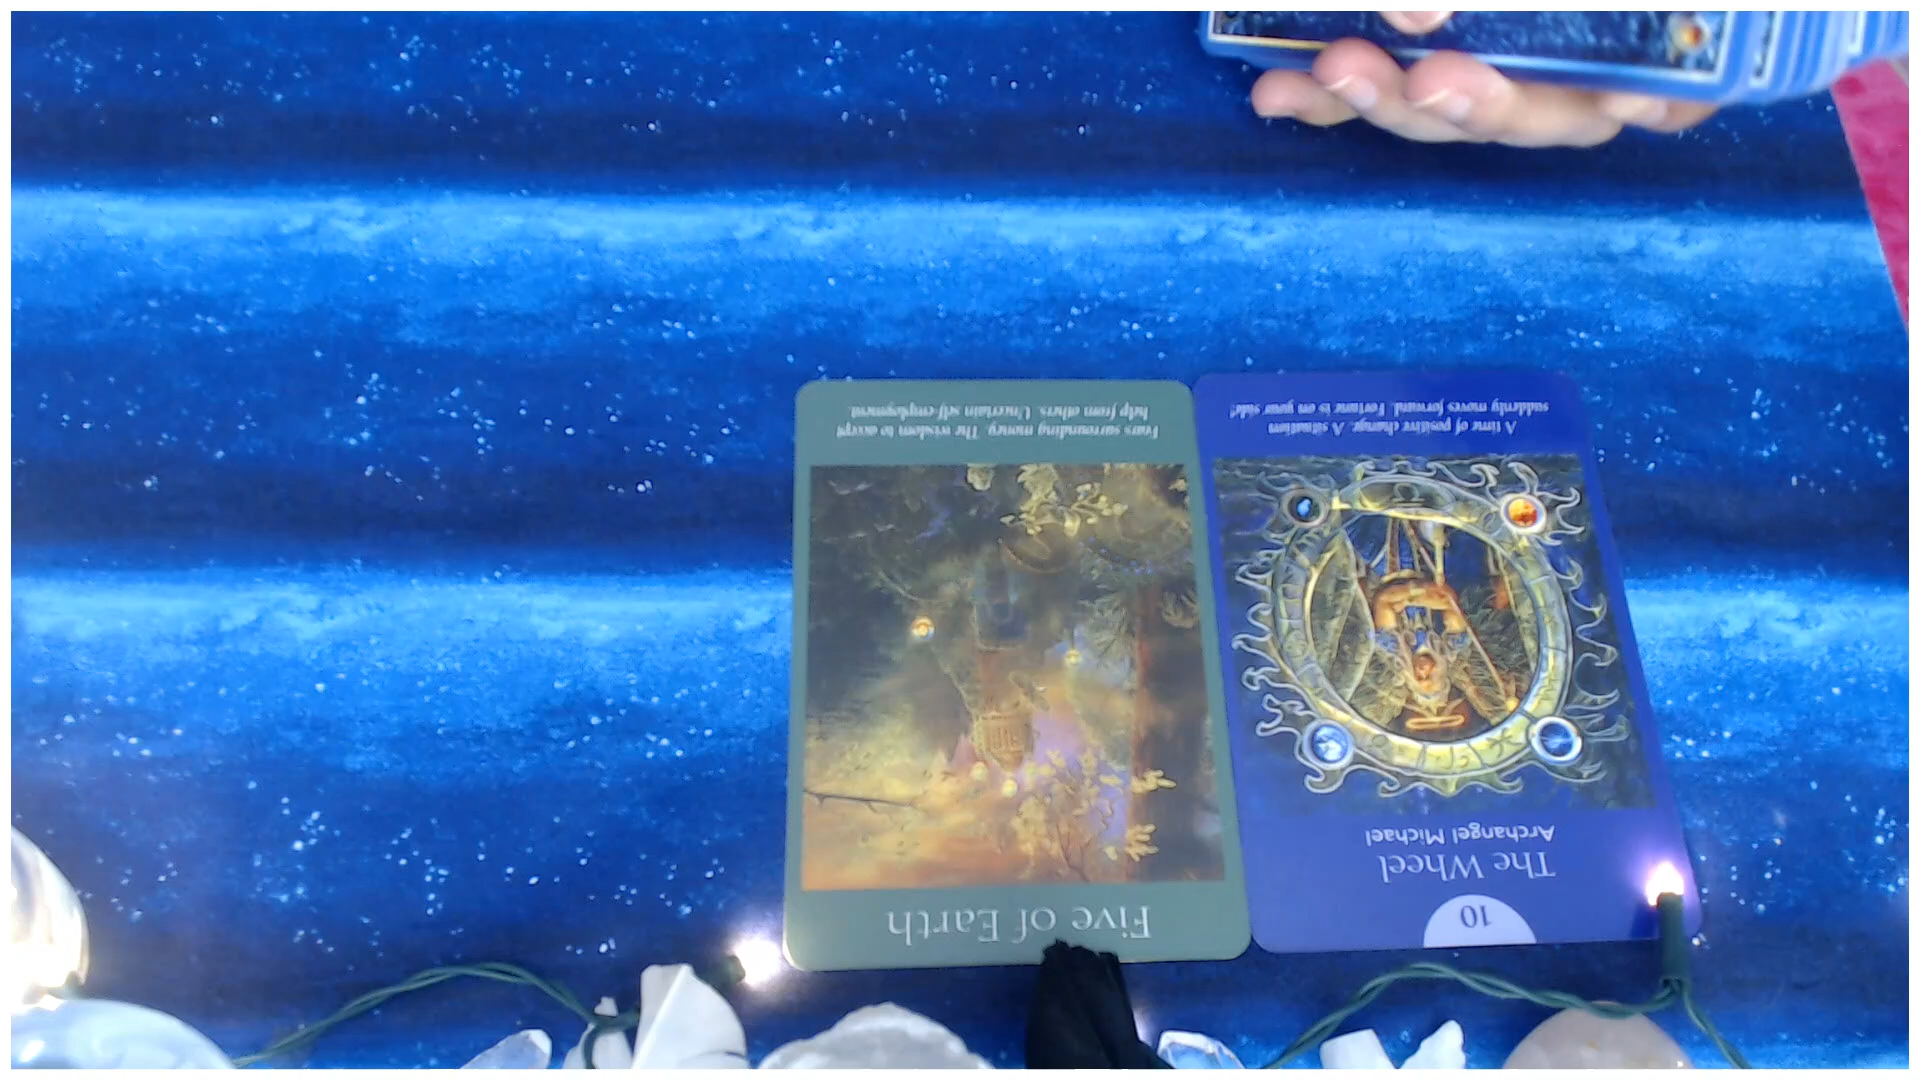 Five of Earth
Fears surrounding money. The wisdom to accept
help from others. Uncertain self-employment.
10
The Wheel
Archangel Michael
A time of positive change. A situation
suddenly moves forward. Fortune is on your side!